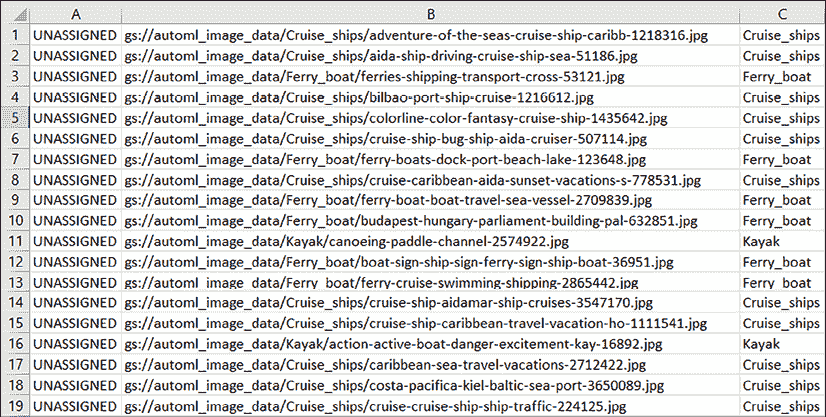 A B C
1 UNASSIGNED gs://automl_image_data/Cruise_ships/adventure-of-the-seas-cruise-ship-caribb-1218316.jpg Cruise_ships
2 UNASSIGNED gs://automl_image_data/Cruise_ships/aida-ship-driving-cruise-ship-sea-51186.jpg Cruise_ships
3 UNASSIGNED gs://automl_image_data/Ferry_boat/ferries-shipping-transport-cross-53121.jpg Ferry_boat
4 UNASSIGNED gs://automl_image_data/Cruise_ships/bilbao-port-ship-cruise-1216612.jpg Cruise_ships
5 UNASSIGNED gs://automl_image_data/Cruise_ships/colorline-color-fantasy-cruise-ship-1435642.jpg Cruise_ships
6 UNASSIGNED gs://automl_image_data/Cruise_ships/cruise-ship-bug-ship-aida-cruiser-507114.jpg Cruise_ships
7 UNASSIGNED gs://automl_image_data/Ferry_boat/ferry-boats-dock-port-beach-lake-123648.jpg Ferry_boat
8 UNASSIGNED gs://automl_image_data/Cruise_ships/cruise-caribbean-aida-sunset-vacations-s-778531.jpg Cruise_ships
9 UNASSIGNED gs://automl_image_data/Ferry_boat/ferry-boat-boat-travel-sea-vessel-2709839.jpg Ferry_boat
10 UNASSIGNED gs://automl_image_data/Ferry_boat/budapest-hungary-parliament-building-pal-632851.jpg Ferry_boat
11 UNASSIGNED gs://automl_image_data/Kayak/canoeing-paddle-channel-2574922.jpg Kayak
12 UNASSIGNED gs://automl_image_data/Ferry_boat/boat-sign-ship-sign-ferry-sign-ship-boat-36951.jpg Ferry_boat
13 UNASSIGNED gs://automl_image_data/Ferry_boat/ferry-cruise-swimming-shipping-2865442.jpg Ferry_boat
14 UNASSIGNED gs://automl_image_data/Cruise_ships/cruise-ship-aidamar-ship-cruises-3547170.jpg Cruise_ships
15 UNASSIGNED gs://automl_image_data/Cruise_ships/cruise-ship-caribbean-travel-vacation-ho-1111541.jpg Cruise_ships
16 UNASSIGNED gs://automl_image_data/Kayak/action-active-boat-danger-excitement-kay-16892.jpg Kayak
17 UNASSIGNED gs://automl_image_data/Cruise_ships/caribbean-sea-travel-vacations-2712422.jpg Cruise_ships
18 UNASSIGNED gs://automl_image_data/Cruise_ships/costa-pacifica-kiel-baltic-sea-port-3650089.jpg Cruise_ships
19 UNASSIGNED gs://automl_image_data/Cruise_ships/cruise-cruise-ship-ship-traffic-224125.jpg Cruise_ships